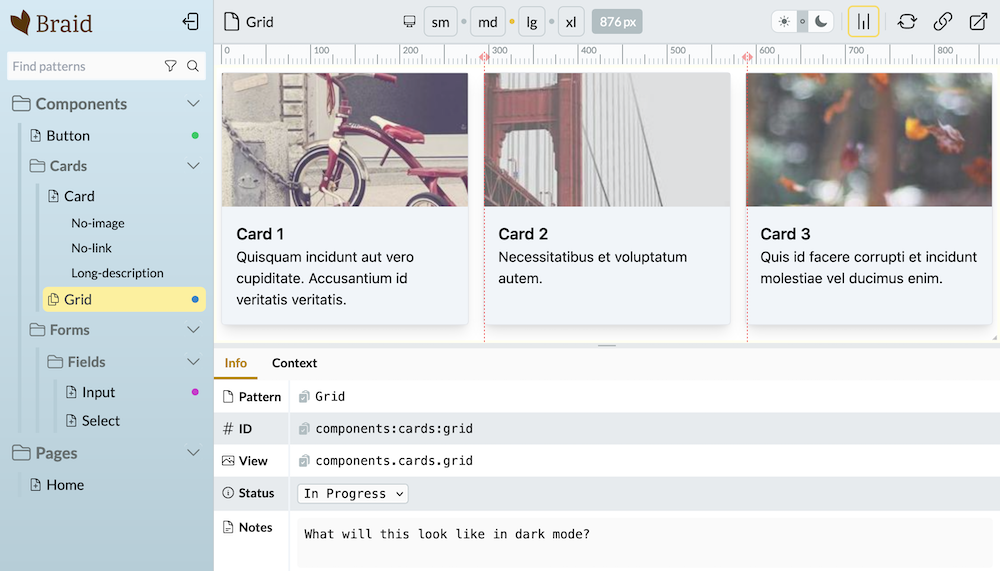 Braid
Grid
sm
md
lg
xl
876 px
Find patterns
0
100
200
300
400
500
600
700
800
Components
Button
Cards
Card
No-image
No-link
Long-description
Grid
Forms
Fields
Input
Select
Pages
Home
Card 1
Quisquam incidunt aut vero
cupiditate. Accusantium id
veritatis veritatis.
Card 2
Necessitatibus et voluptatum
autem.
Card 3
Quis id facere corrupti et incidunt
molestiae vel ducimus enim.
Info
Context
Pattern
Grid
ID
components:cards:grid
View
components.cards.grid
Status
In Progress
Notes
What will this look like in dark mode?